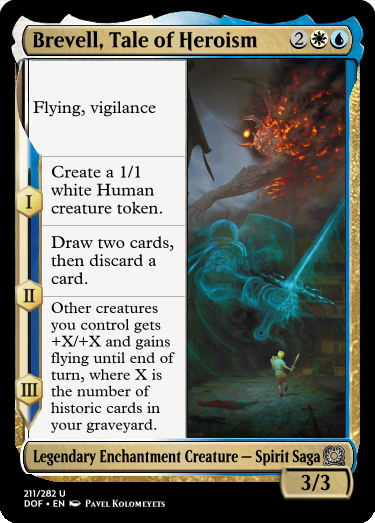 Brevell, Tale of Heroism 2
Flying, vigilance
I
Create a 1/1
white Human
creature token.
II
Draw two cards,
then discard a
card.
III
Other creatures
you control gets
+X/+X and gains
flying until end of
turn, where X is
the number of
historic cards in
your graveyard.
Legendary Enchantment Creature — Spirit Saga
3/3
211/282 U
DOF • EN Pavel Kolomeyets